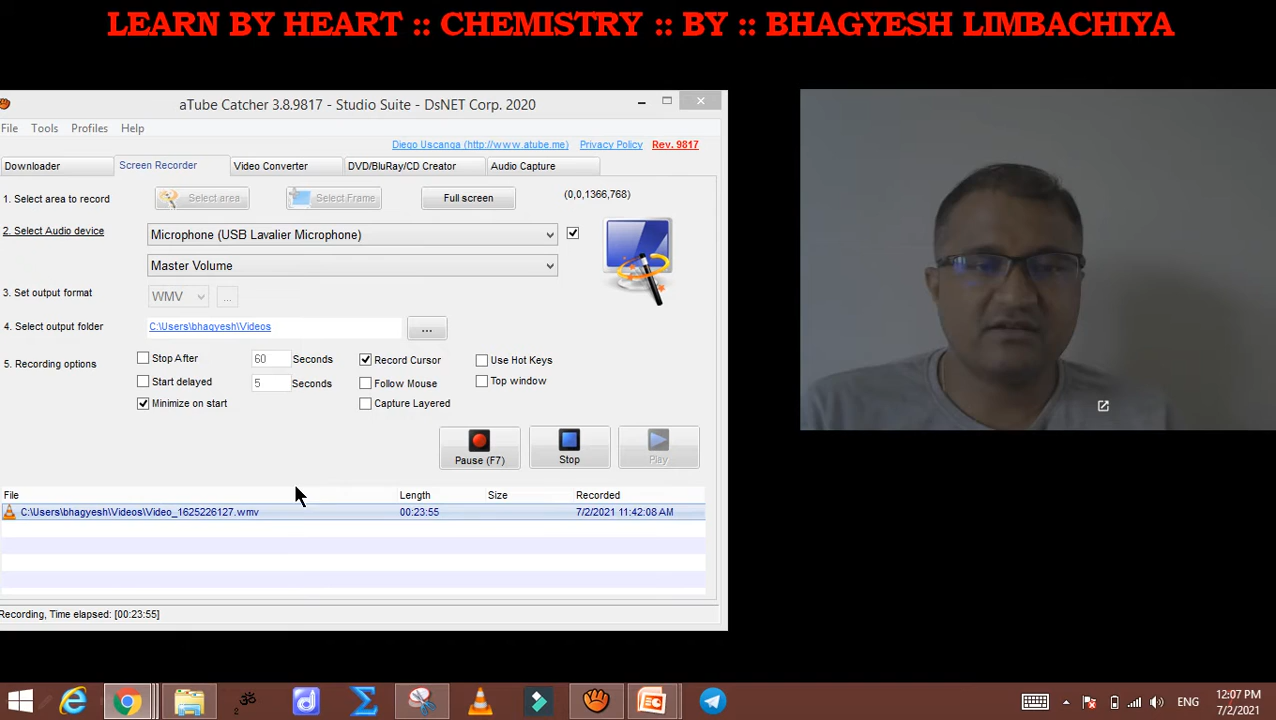 LEARN BY HEART :: CHEMISTRY :: BY :: BHAGYESH LIMBACHIYA
aTube Catcher 3.8.9817 - Studio Suite - DsNET Corp. 2020
File Tools Profiles Help
Diego Uscanga (http://www.atube.me) Privacy Policy Rev. 9817
Downloader Screen Recorder Video Converter DVD/BluRay/CD Creator Audio Capture
1. Select area to record Select area Select Frame Full screen (0,0,1366,768)
2. Select Audio device Microphone (USB Lavalier Microphone)
Master Volume
3. Set output format WMV ...
4. Select output folder C:\Users\bhagyesh\Videos ...
5. Recording options Stop After 60 Seconds Record Cursor Use Hot Keys
Start delayed 5 Seconds Follow Mouse Top window
Minimize on start Capture Layered
Pause (F7) Stop Play
File Length Size Recorded
C:\Users\bhagyesh\Videos\Video_1625226127.wmv 00:23:55 7/2/2021 11:42:08 AM
Recording, Time elapsed: [00:23:55]
ENG 12:07 PM
7/2/2021